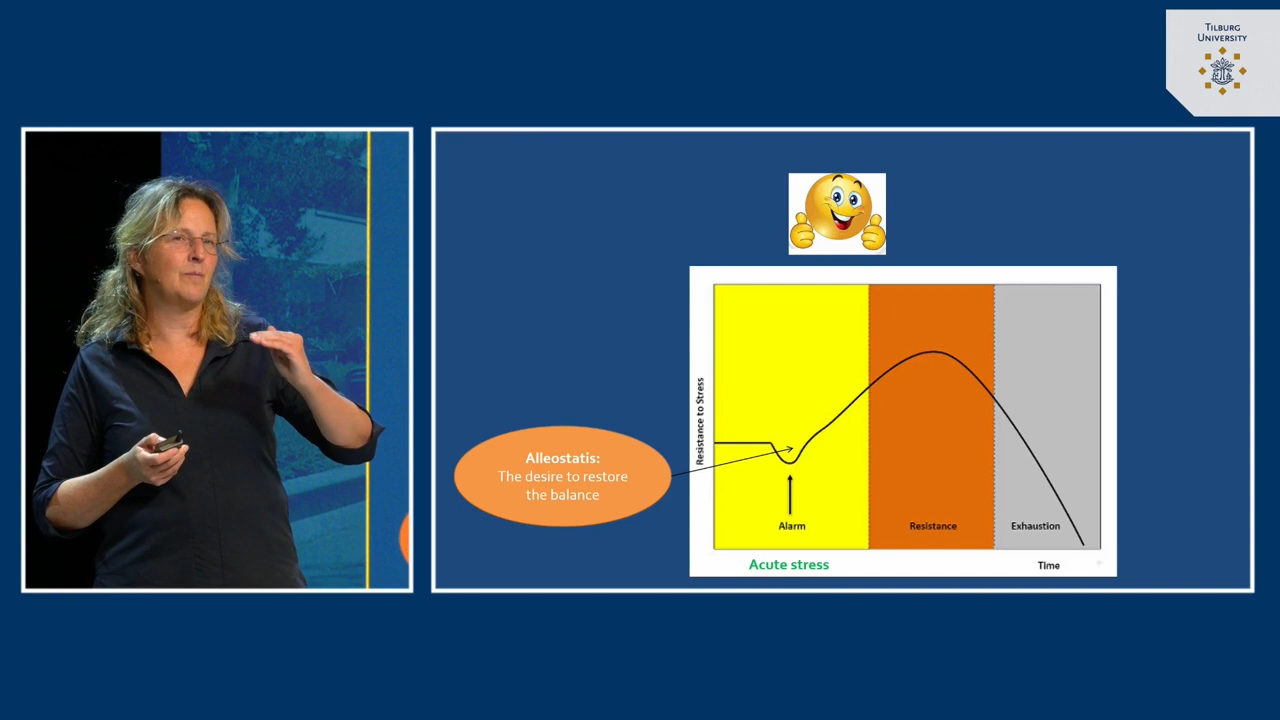 TILBURG
UNIVERSITY
Resistance to Stress
Alleostatis:
The desire to restore
the balance
Alarm
Resistance
Exhaustion
Acute stress
Time